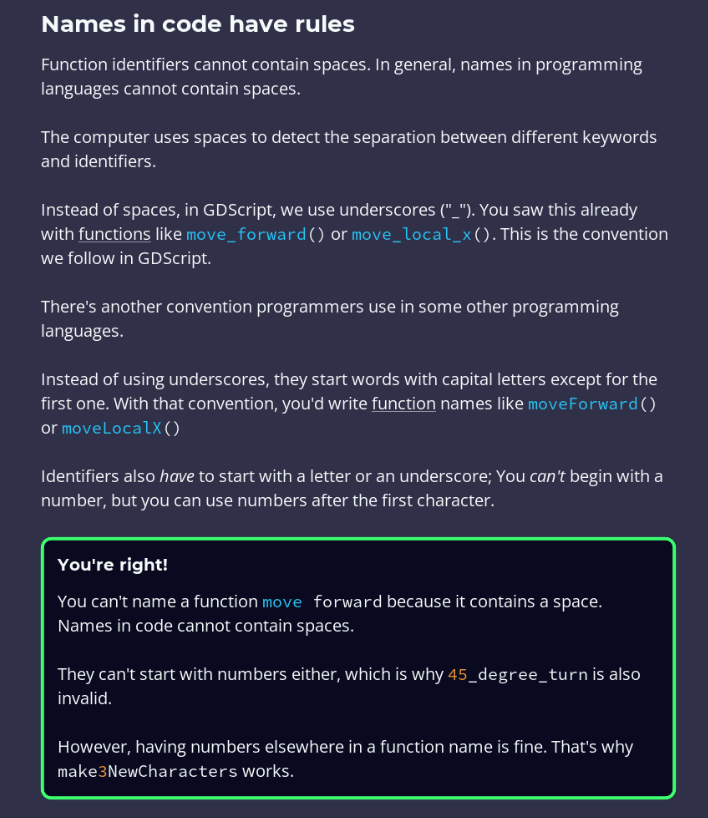 Names in code have rules
Function identifiers cannot contain spaces. In general, names in programming
languages cannot contain spaces.
The computer uses spaces to detect the separation between different keywords
and identifiers.
Instead of spaces, in GDScript, we use underscores ("_"). You saw this already
with functions like move_forward() or move_local_x(). This is the convention
we follow in GDScript.
There's another convention programmers use in some other programming
languages.
Instead of using underscores, they start words with capital letters except for the
first one. With that convention, you'd write function names like moveForward()
or moveLocalX()
Identifiers also have to start with a letter or an underscore; You can't begin with a
number, but you can use numbers after the first character.
You're right!
You can't name a function move forward because it contains a space.
Names in code cannot contain spaces.
They can't start with numbers either, which is why 45_degree_turn is also
invalid.
However, having numbers elsewhere in a function name is fine. That's why
make3NewCharacters works.